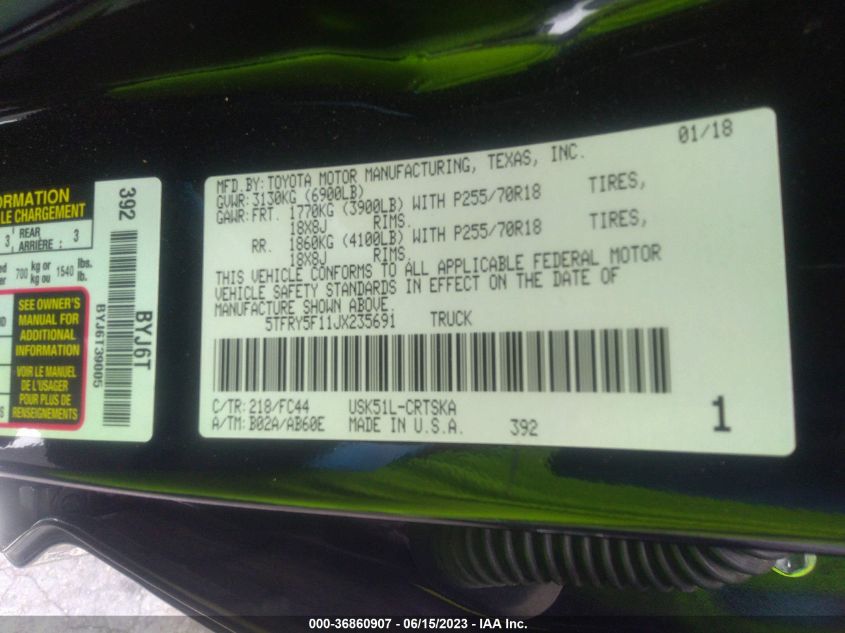 ORMATION
LE CHARGEMENT
3 REAR ARRIÈRE : 3
700 kg or kg ou 1540 lbs. lb.
SEE OWNER'S
MANUAL FOR
ADDITIONAL
INFORMATION
VOIR LE MANUEL
DE L'USAGER
POUR PLUS DE
RENSEIGNEMENTS
392
BYJ6T
BYJ6T39005
01/18
MFD.BY:TOYOTA MOTOR MANUFACTURING, TEXAS, INC.
GVWR:3130KG (6900LB)
GAWR:FRT. 1770KG (3900LB) WITH P255/70R18 TIRES,
18X8J RIMS.
RR. 1860KG (4100LB) WITH P255/70R18 TIRES,
18X8J RIMS.
THIS VEHICLE CONFORMS TO ALL APPLICABLE FEDERAL MOTOR
VEHICLE SAFETY STANDARDS IN EFFECT ON THE DATE OF
MANUFACTURE SHOWN ABOVE.
5TFRY5F11JX235691 TRUCK
C/TR:218/FC44 USK51L-CRTSKA
A/TM:B02A/AB60E MADE IN U.S.A. 392 1
000-36860907 - 06/15/2023 - IAA Inc.